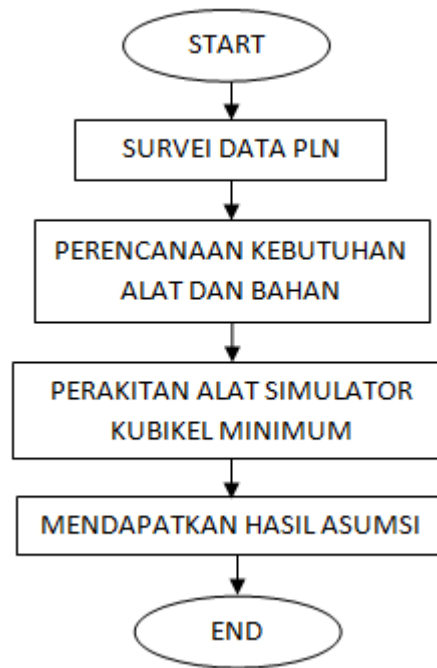 START
SURVEI DATA PLN
PERENCANAAN KEBUTUHAN
ALAT DAN BAHAN
PERAKITAN ALAT SIMULATOR
KUBIKEL MINIMUM
MENDAPATKAN HASIL ASUMSI
END